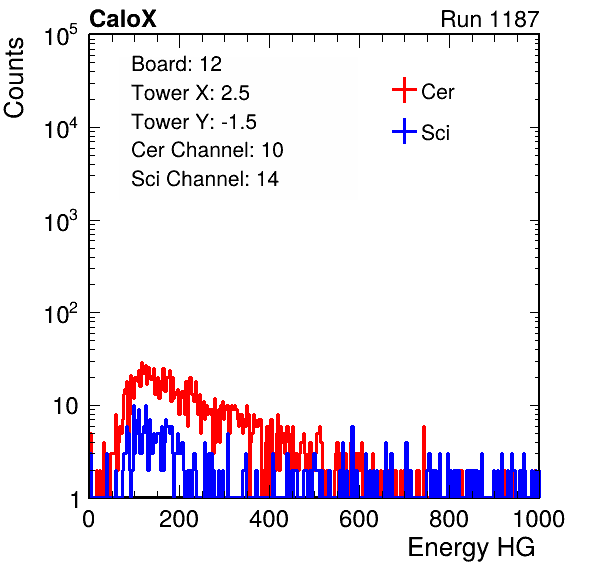 CaloX Run 1187
Counts
10^5
10^4
10^3
10^2
10
1
Board: 12
Tower X: 2.5
Tower Y: -1.5
Cer Channel: 10
Sci Channel: 14
Cer
Sci
0 200 400 600 800 1000
Energy HG